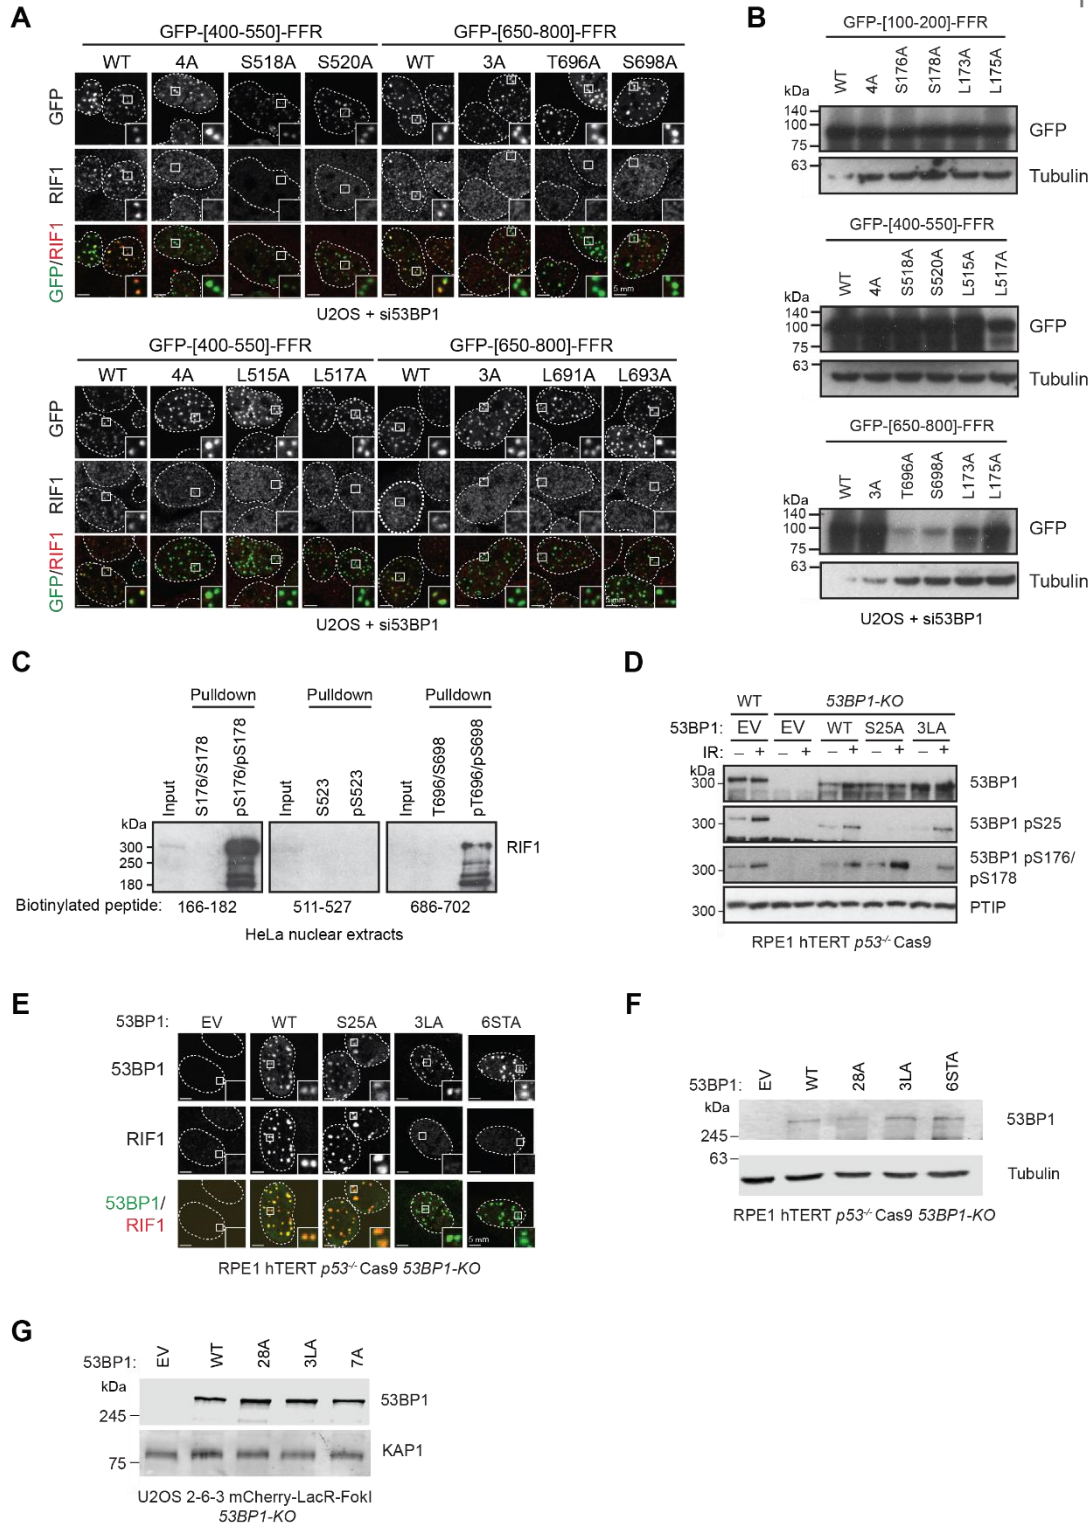 A
GFP-[400-550]-FFR GFP-[650-800]-FFR
WT 4A S518A S520A WT 3A T696A S698A
GFP
RIF1
GFP/RIF1
5 mm
U2OS + si53BP1
GFP-[400-550]-FFR GFP-[650-800]-FFR
WT 4A L515A L517A WT 3A L691A L693A
GFP
RIF1
GFP/RIF1
5 mm
U2OS + si53BP1
B
GFP-[100-200]-FFR
WT 4A S176A S178A L173A L175A
kDa
140
100
75
GFP
63
Tubulin
GFP-[400-550]-FFR
WT 4A S518A S520A L515A L517A
kDa
140
100
75
GFP
63
Tubulin
GFP-[650-800]-FFR
WT 3A T696A S698A L173A L175A
kDa
140
100
75
GFP
63
Tubulin
U2OS + si53BP1
C
Pulldown Pulldown Pulldown
Input S176/S178 pS176/pS178 Input S523 pS523 Input T696/S698 pT696/pS698
kDa
300
250
180
RIF1
Biotinylated peptide: 166-182 511-527 686-702
HeLa nuclear extracts
D
WT 53BP1-KO
53BP1: EV EV WT S25A 3LA
IR: – + – + – + – + – +
kDa
300 53BP1
300 53BP1 pS25
300 53BP1 pS176/
pS178
300 PTIP
RPE1 hTERT p53-/- Cas9
E
53BP1: EV WT S25A 3LA 6STA
53BP1
RIF1
53BP1/
RIF1
5 mm
RPE1 hTERT p53-/- Cas9 53BP1-KO
F
53BP1: EV WT 28A 3LA 6STA
kDa
53BP1
245
63
Tubulin
RPE1 hTERT p53-/- Cas9 53BP1-KO
G
53BP1: EV WT 28A 3LA 7A
kDa
53BP1
245
KAP1
75
U2OS 2-6-3 mCherry-LacR-FokI
53BP1-KO